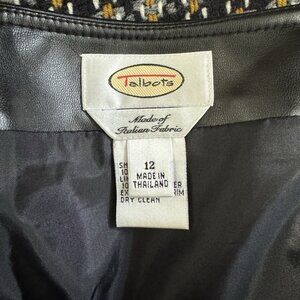 Talbots
Made of
Italian Fabric
12
MADE IN
THAILAND
DRY CLEAN